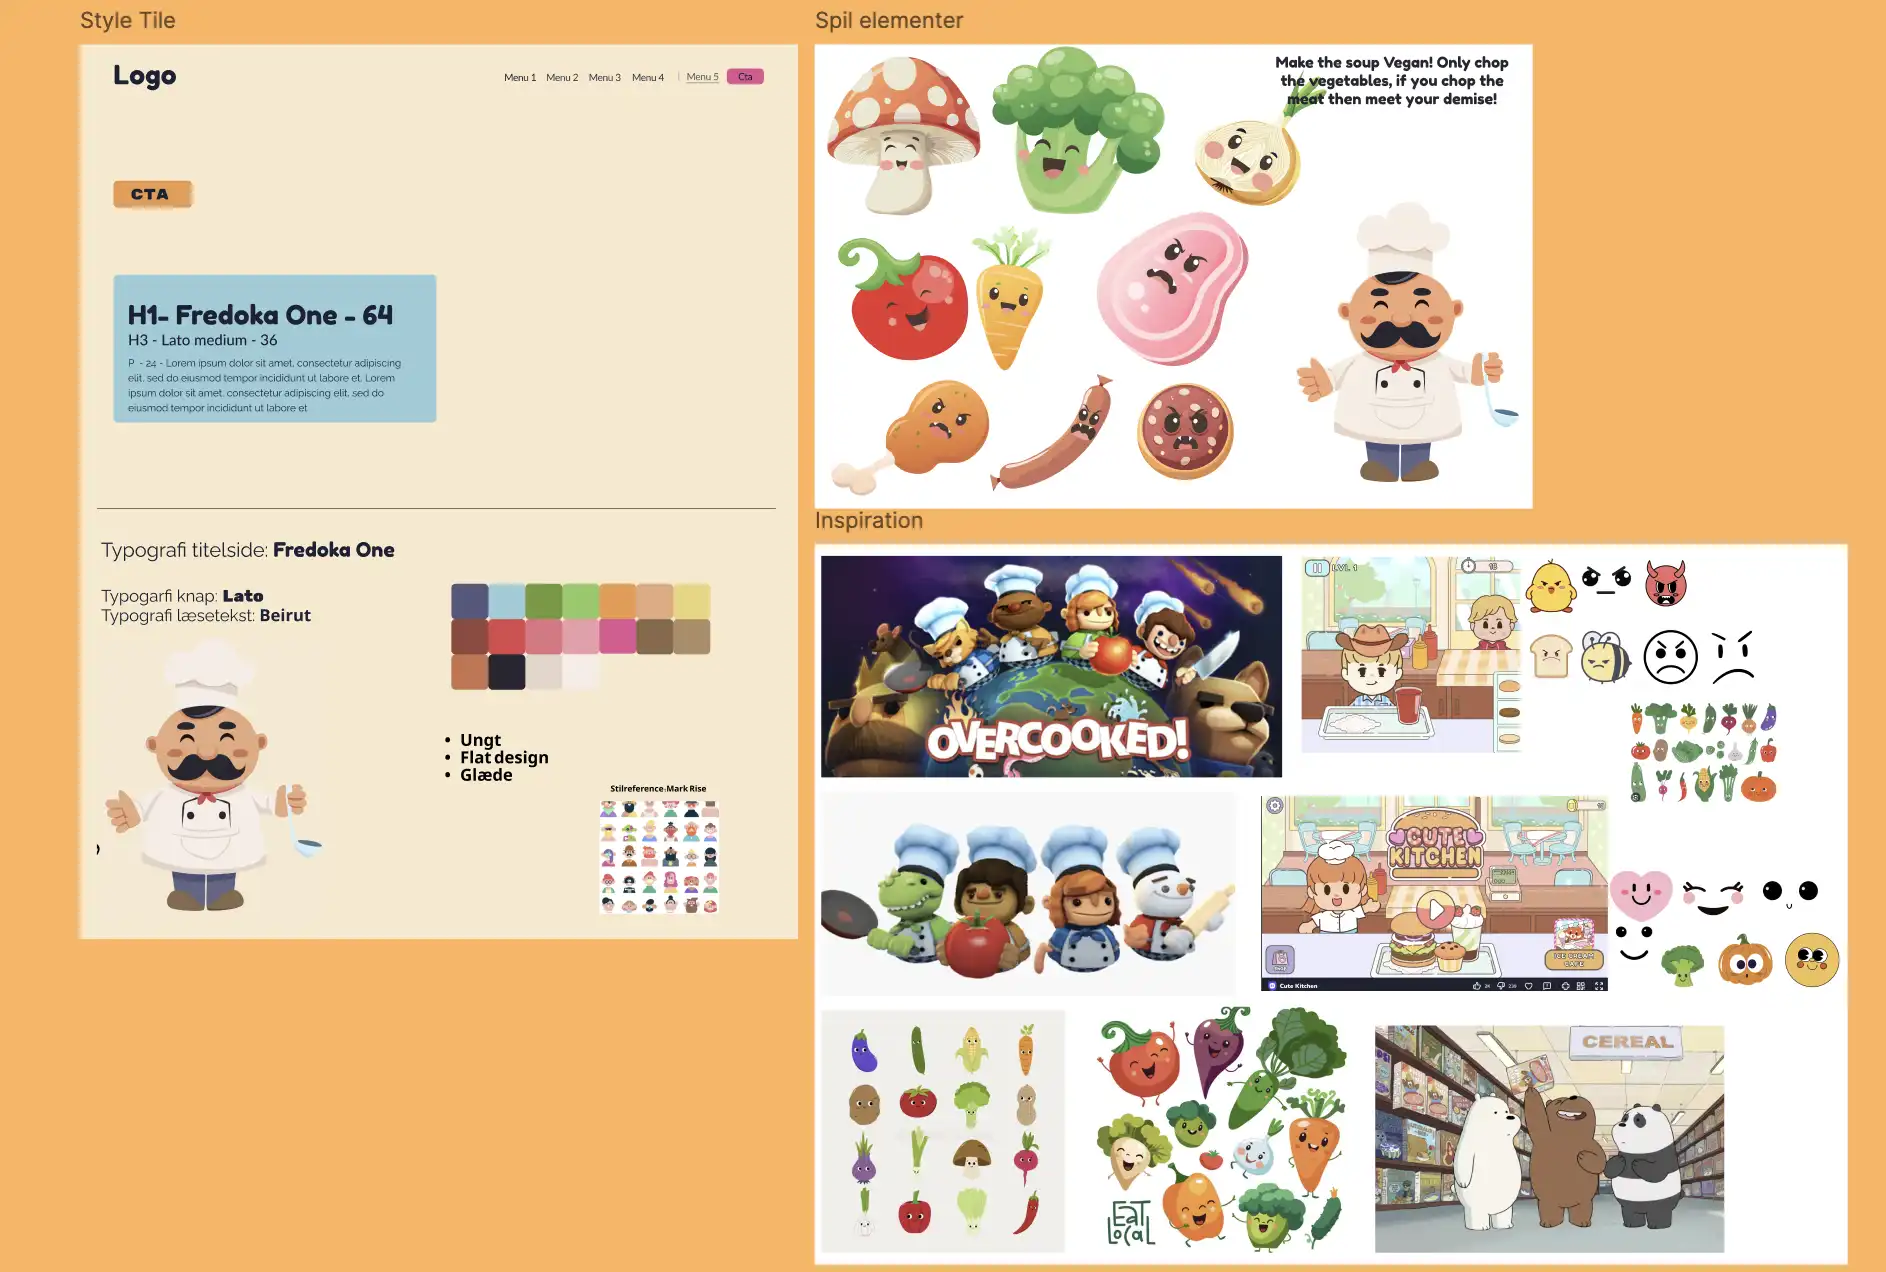 Style Tile
Logo
Menu 1 Menu 2 Menu 3 Menu 4 | Menu 5 Cta
CTA
H1- Fredoka One - 64
H3 - Lato medium - 36
P - 24 - Lorem ipsum dolor sit amet, consectetur adipiscing
elit, sed do eiusmod tempor incididunt ut labore et. Lorem
ipsum dolor sit amet, consectetur adipiscing elit, sed do
eiusmod tempor incididunt ut labore et
Typografi titelside: Fredoka One
Typogarfi knap: Lato
Typografi læsetekst: Beirut
• Ungt
• Flat design
• Glæde
Stilreference: Mark Rise
Spil elementer
Make the soup Vegan! Only chop
the vegetables, if you chop the
meat then meet your demise!
Inspiration
OVERCOOKED!
LVL 1
18
CUTE
KITCHEN
ICE CREAM
CAFE
Cute Kitchen
EAT
LOCAL
CEREAL